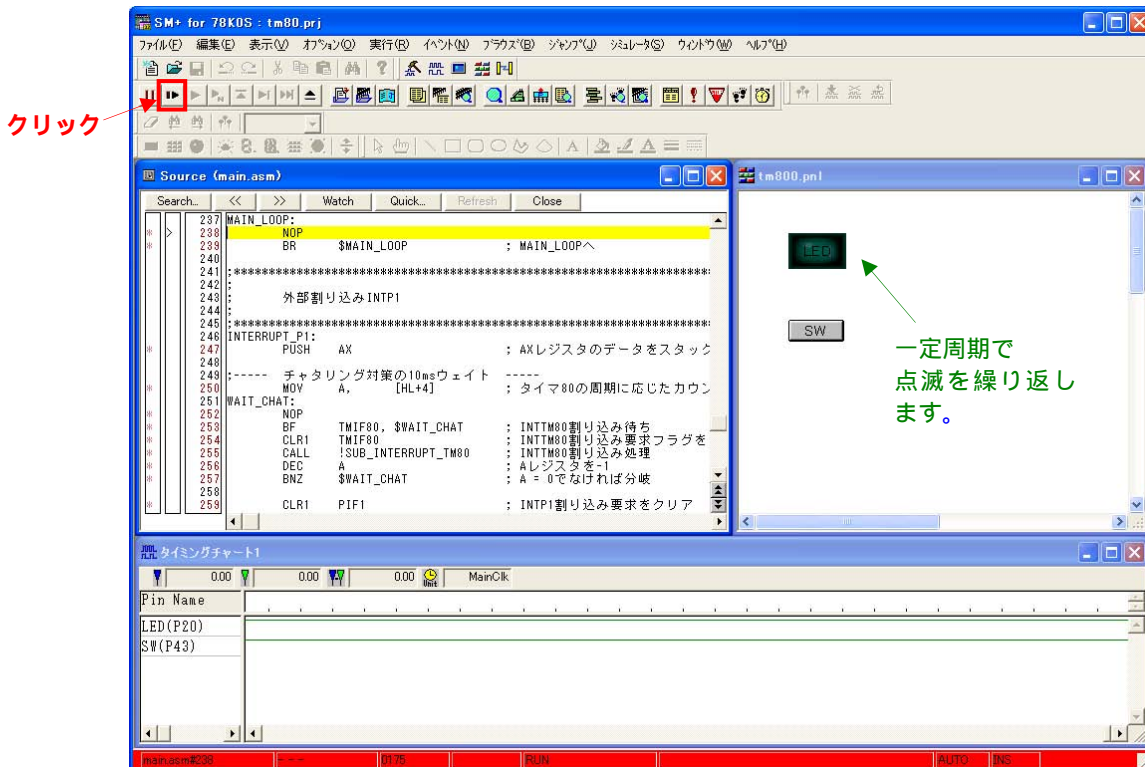 SM+ for 78K0S : tm80.prj
ファイル(F) 編集(E) 表示(V) オプション(O) 実行(R) イベント(N) ブラウズ(B) ジャンプ(J) シミュレータ(S) ウィンドウ(W) ヘルプ(H)
クリック
Source (main.asm)
Search... << >> Watch Quick... Refresh Close
237 MAIN_LOOP:
238 NOP
239 BR $MAIN_LOOP ; MAIN_LOOPへ
240
241 ;************************************************************
242 ;
243 ; 外部割り込みINTP1
244 ;
245 ;************************************************************
246 INTERRUPT_P1:
247 PUSH AX ; AXレジスタのデータをスタック
248
249 ;----- チャタリング対策の10msウェイト -----
250 MOV A, [HL+4] ; タイマ80の周期に応じたカウン
251 WAIT_CHAT:
252 NOP
253 BF TMIF80, $WAIT_CHAT ; INTTM80割り込み待ち
254 CLR1 TMIF80 ; INTTM80割り込み要求フラグを
255 CALL !SUB_INTERRUPT_TM80 ; INTTM80割り込み処理
256 DEC A ; Aレジスタを-1
257 BNZ $WAIT_CHAT ; A = 0でなければ分岐
258
259 CLR1 PIF1 ; INTP1割り込み要求をクリア
tm800.pnl
LED
SW
一定周期で
点滅を繰り返し
ます。
タイミングチャート1
0.00 0.00 0.00 Unit MainClk
Pin Name
LED(P20)
SW(P43)
main.asm#238 --- 0175 RUN AUTO INS